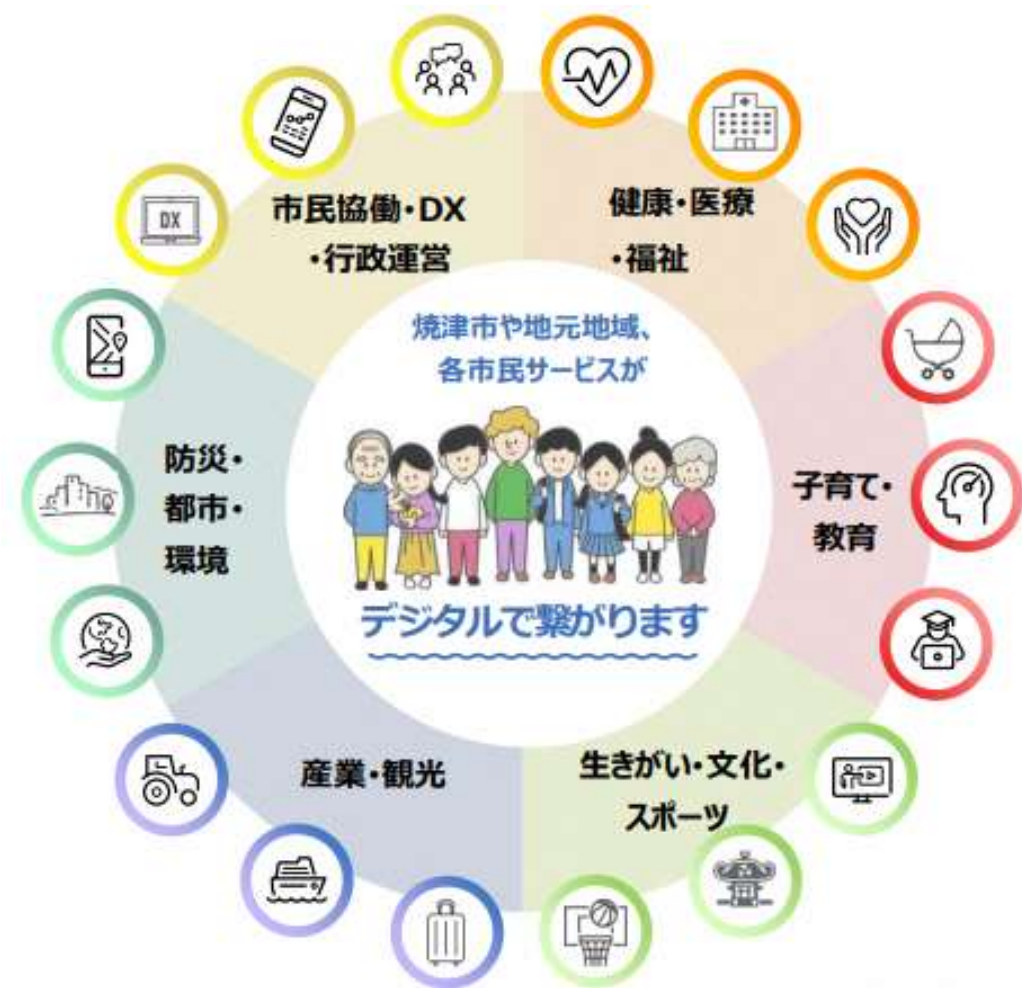 市民協働・DX
・行政運営
健康・医療
・福祉
DX
焼津市や地元地域、
各市民サービスが
防災・
都市・
環境
子育て・
教育
デジタルで繋がります
産業・観光
生きがい・文化・
スポーツ